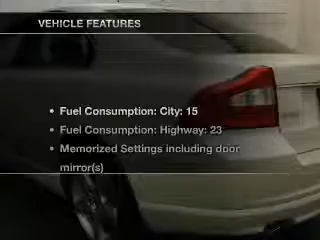 VEHICLE FEATURES
• Fuel Consumption: City: 15
• Fuel Consumption: Highway: 23
• Memorized Settings including door
mirror(s)